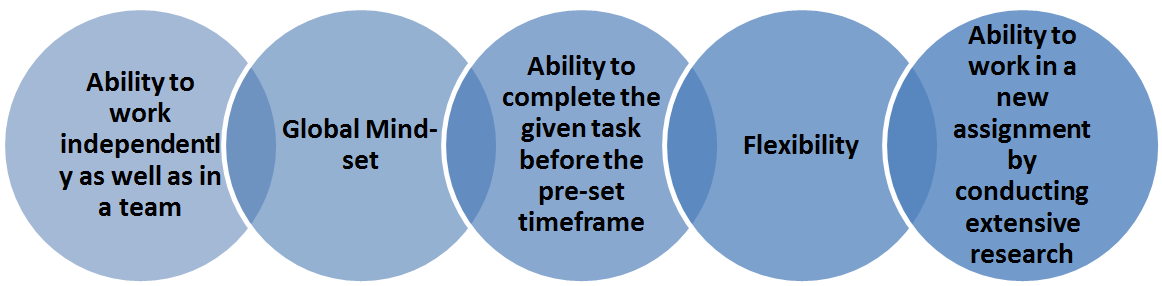 Ability to
work
independentl
y as well as in
a team
Global Mind-
set
Ability to
complete the
given task
before the
pre-set
timeframe
Flexibility
Ability to
work in a
new
assignment
by
conducting
extensive
research